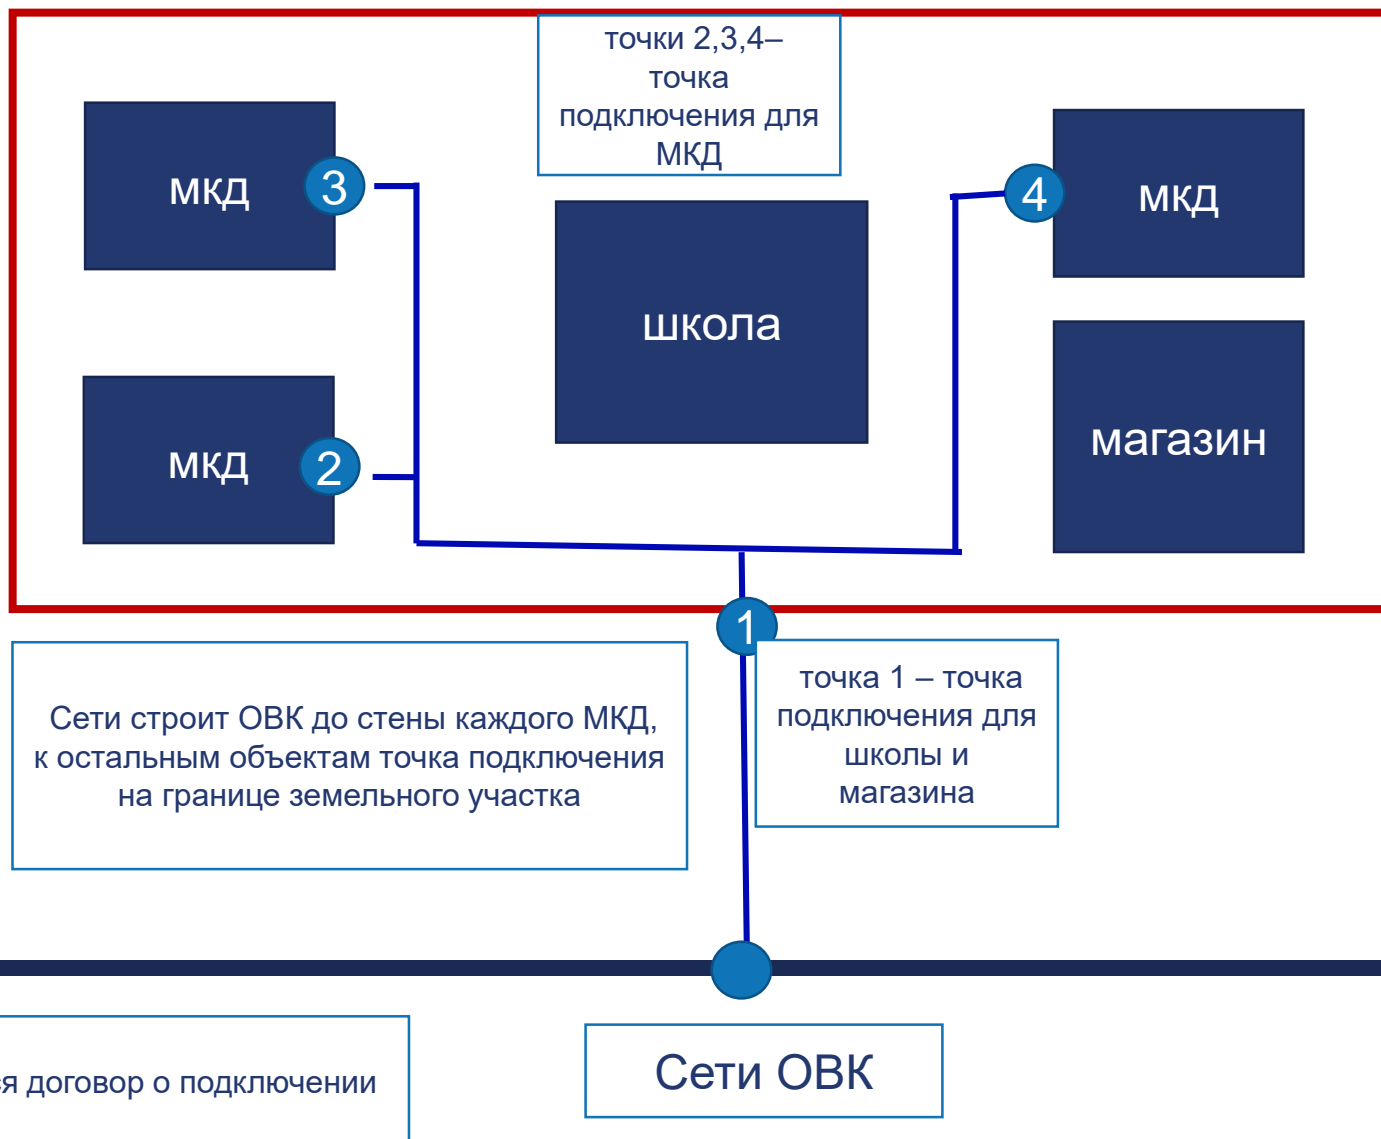 точки 2,3,4–
точка
подключения для
МКД
мкд
3
4
мкд
школа
мкд
2
магазин
1
точка 1 – точка
подключения для
школы и
магазина
Сети строит ОВК до стены каждого МКД,
к остальным объектам точка подключения
на границе земельного участка
договор о подключении
Сети ОВК